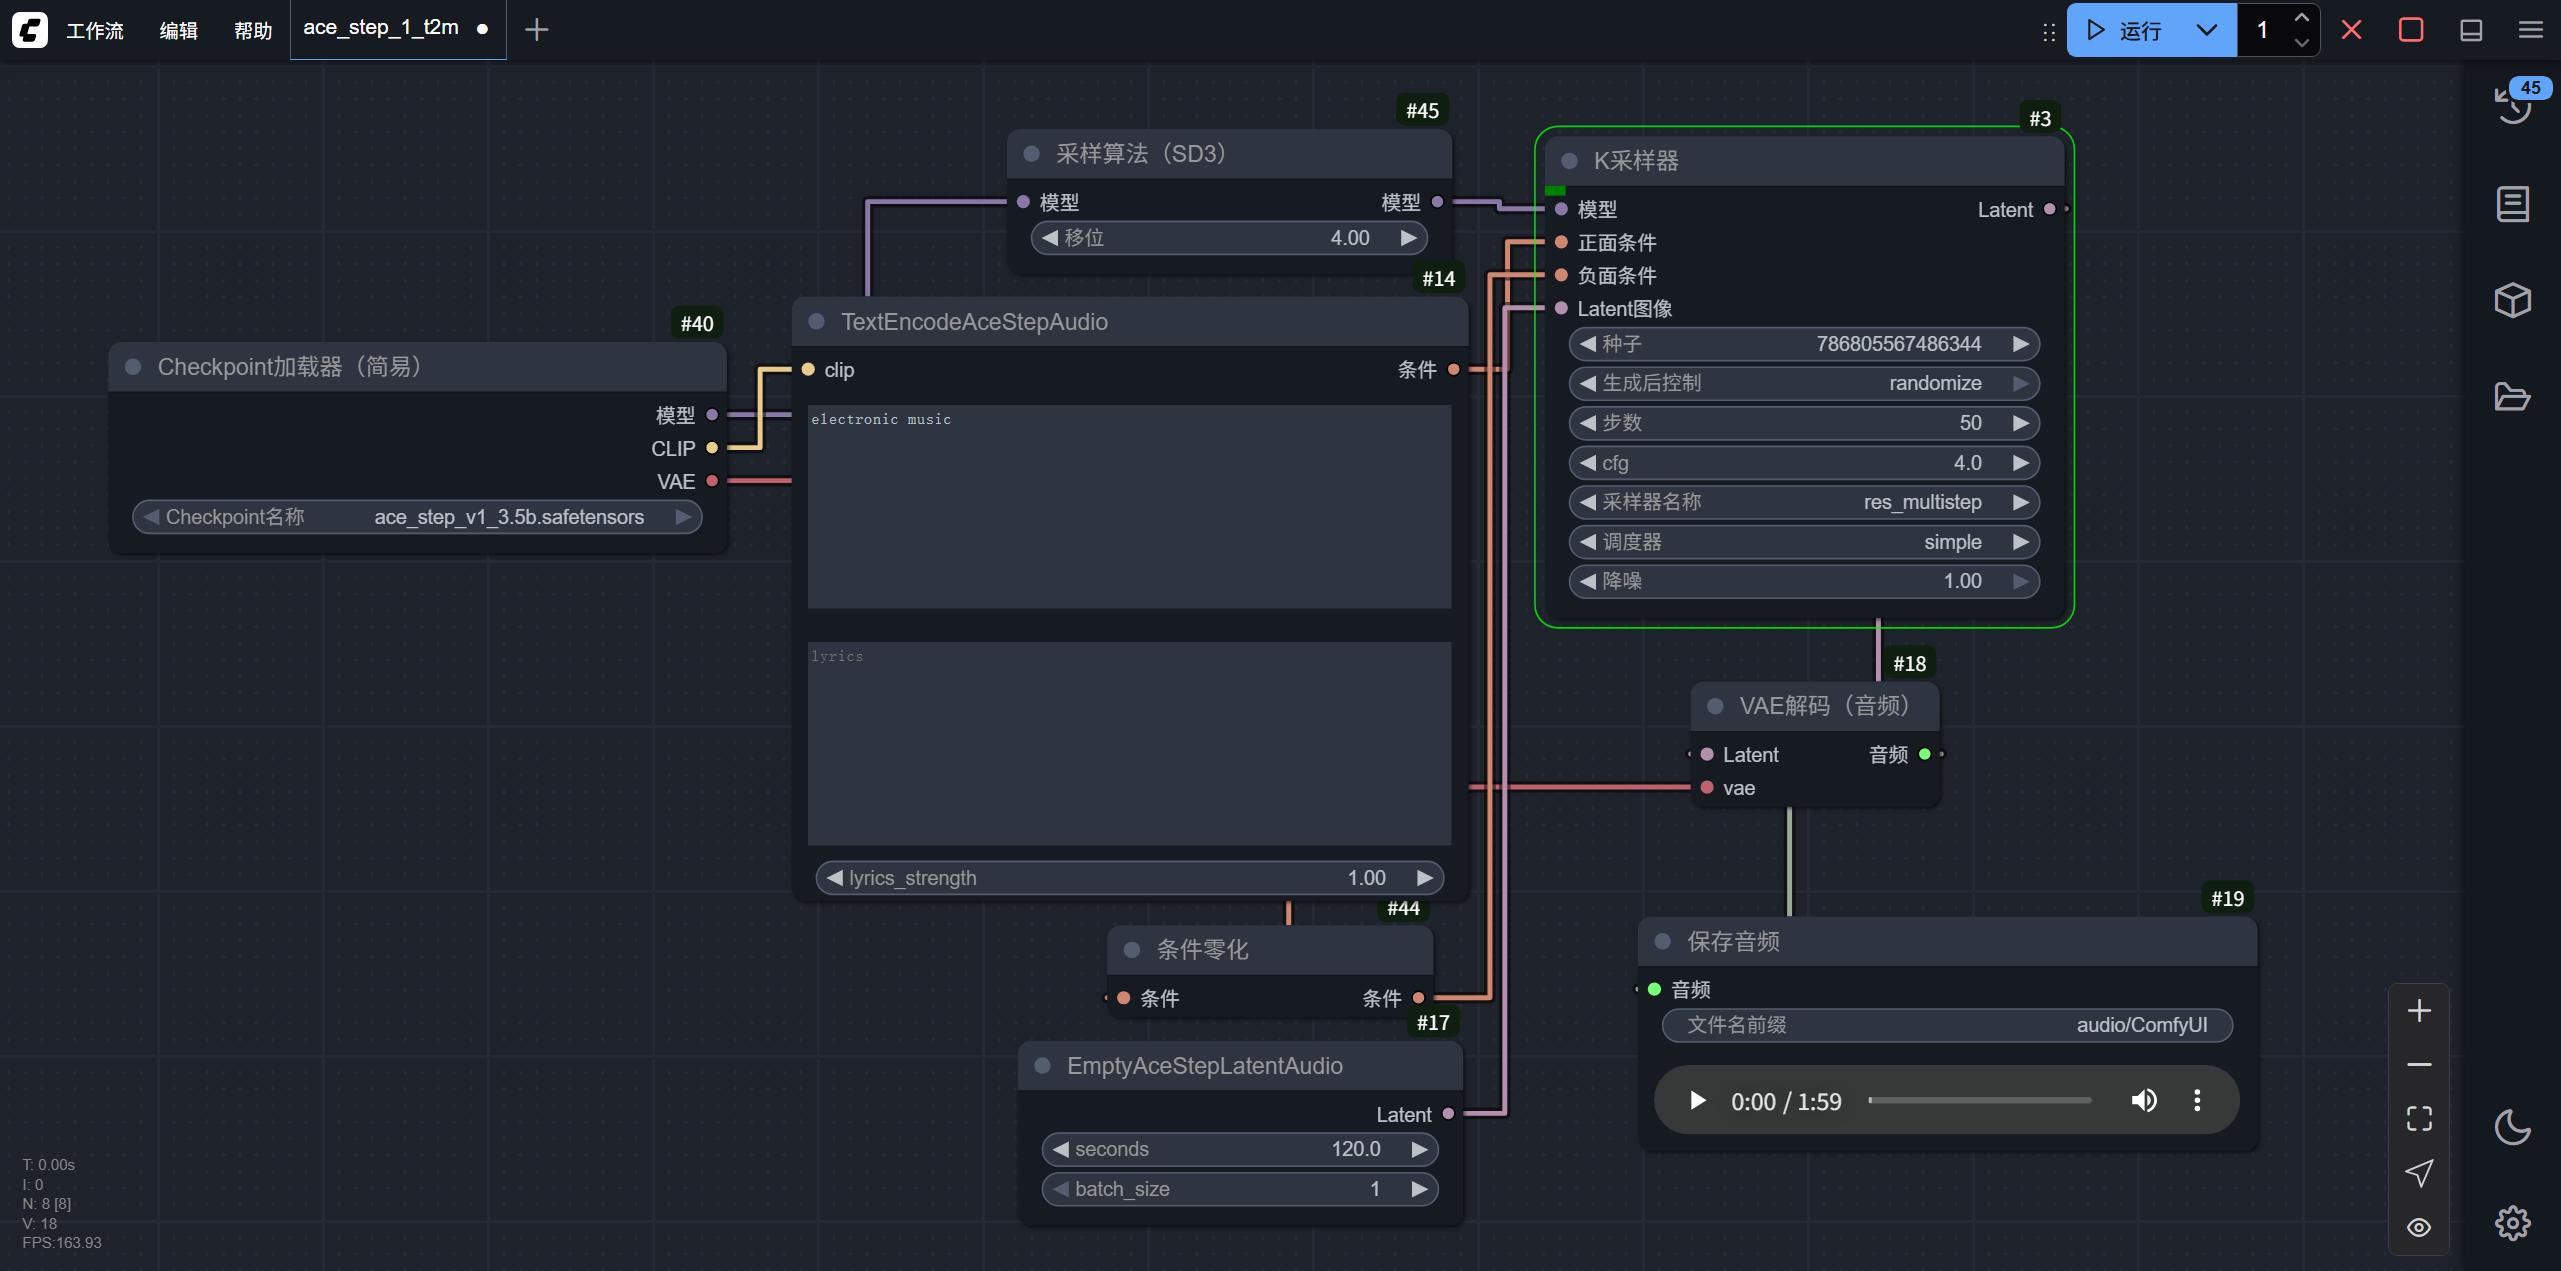 工作流 编辑 帮助 ace_step_1_t2m
运行 1
45
#45
采样算法（SD3）
模型 模型
移位 4.00
#3
K采样器
模型 Latent
正面条件
负面条件
Latent图像
种子 786805567486344
生成后控制 randomize
步数 50
cfg 4.0
采样器名称 res_multistep
调度器 simple
降噪 1.00
#40
Checkpoint加载器（简易）
模型
CLIP
VAE
Checkpoint名称 ace_step_v1_3.5b.safetensors
#14
TextEncodeAceStepAudio
clip 条件
electronic music
lyrics
lyrics_strength 1.00
#18
VAE解码（音频）
Latent 音频
vae
#44
条件零化
条件 条件
#17
EmptyAceStepLatentAudio
Latent
seconds 120.0
batch_size 1
#19
保存音频
音频
文件名前缀 audio/ComfyUI
0:00 / 1:59
T: 0.00s
I: 0
N: 8 [8]
V: 18
FPS:163.93